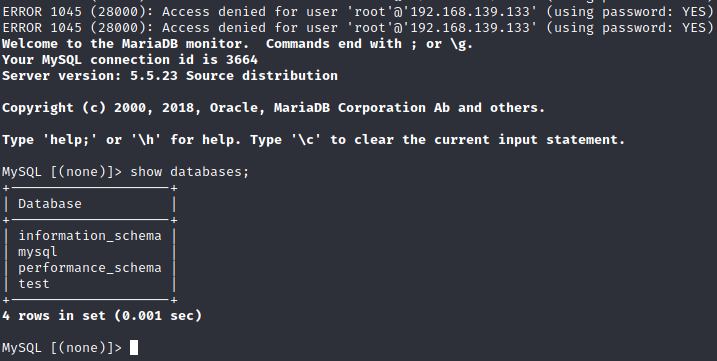 ERROR 1045 (28000): Access denied for user 'root'@'192.168.139.133' (using password: YES)
ERROR 1045 (28000): Access denied for user 'root'@'192.168.139.133' (using password: YES)
Welcome to the MariaDB monitor.  Commands end with ; or \g.
Your MySQL connection id is 3664
Server version: 5.5.23 Source distribution

Copyright (c) 2000, 2018, Oracle, MariaDB Corporation Ab and others.

Type 'help;' or '\h' for help. Type '\c' to clear the current input statement.

MySQL [(none)]> show databases;
+--------------------+
| Database           |
+--------------------+
| information_schema |
| mysql              |
| performance_schema |
| test               |
+--------------------+
4 rows in set (0.001 sec)

MySQL [(none)]>